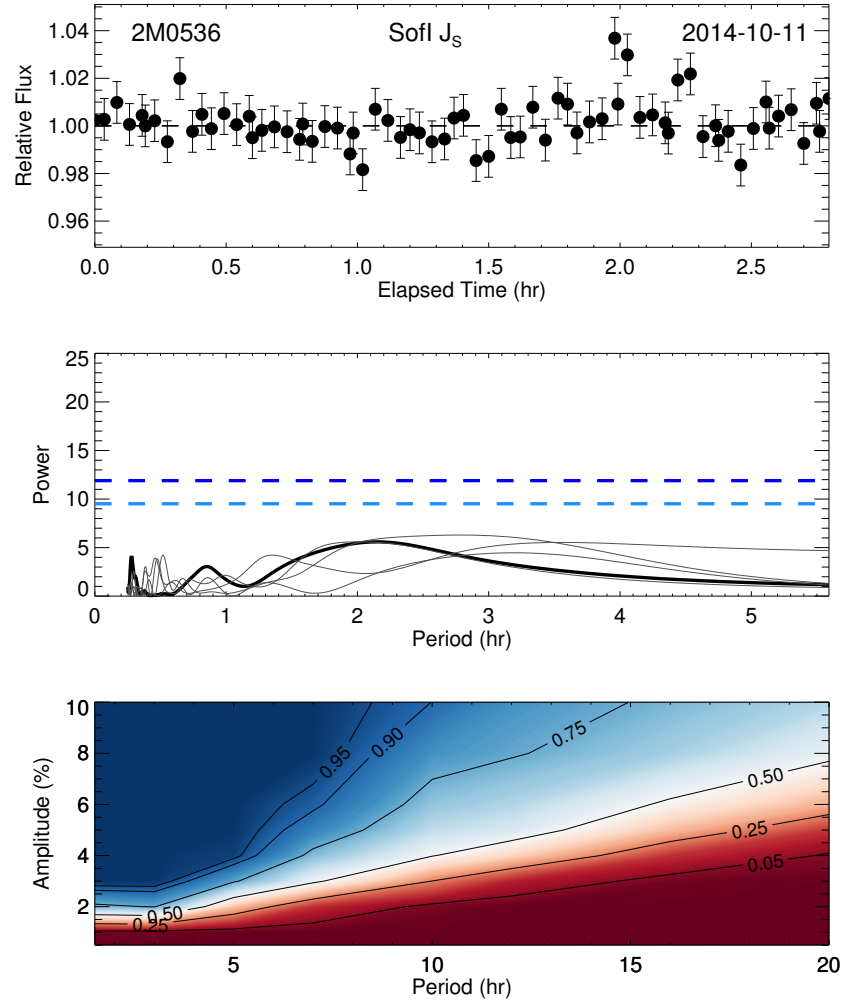 2M0536 SofI J_S 2014-10-11
1.04
1.02
1.00
0.98
0.96
Relative Flux
0.0 0.5 1.0 1.5 2.0 2.5
Elapsed Time (hr)
25
20
15
10
5
0
Power
0 1 2 3 4 5
Period (hr)
10
8
6
4
2
Amplitude (%)
0.95 0.90 0.75
0.50
0.25
0.05
0.50
0.25
5 10 15 20
Period (hr)